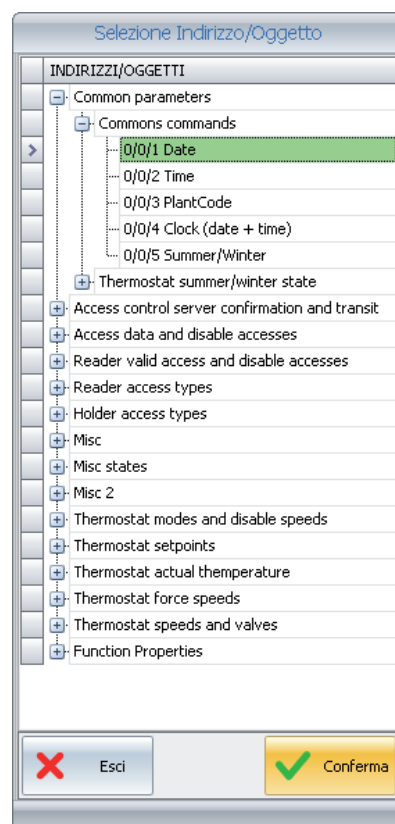 Selezione Indirizzo/Oggetto
INDIRIZZI/OGGETTI
Common parameters
Commons commands
0/0/1 Date
0/0/2 Time
0/0/3 PlantCode
0/0/4 Clock (date + time)
0/0/5 Summer/Winter
Thermostat summer/winter state
Access control server confirmation and transit
Access data and disable accesses
Reader valid access and disable accesses
Reader access types
Holder access types
Misc
Misc states
Misc 2
Thermostat modes and disable speeds
Thermostat setpoints
Thermostat actual themperature
Thermostat force speeds
Thermostat speeds and valves
Function Properties
Esci Conferma